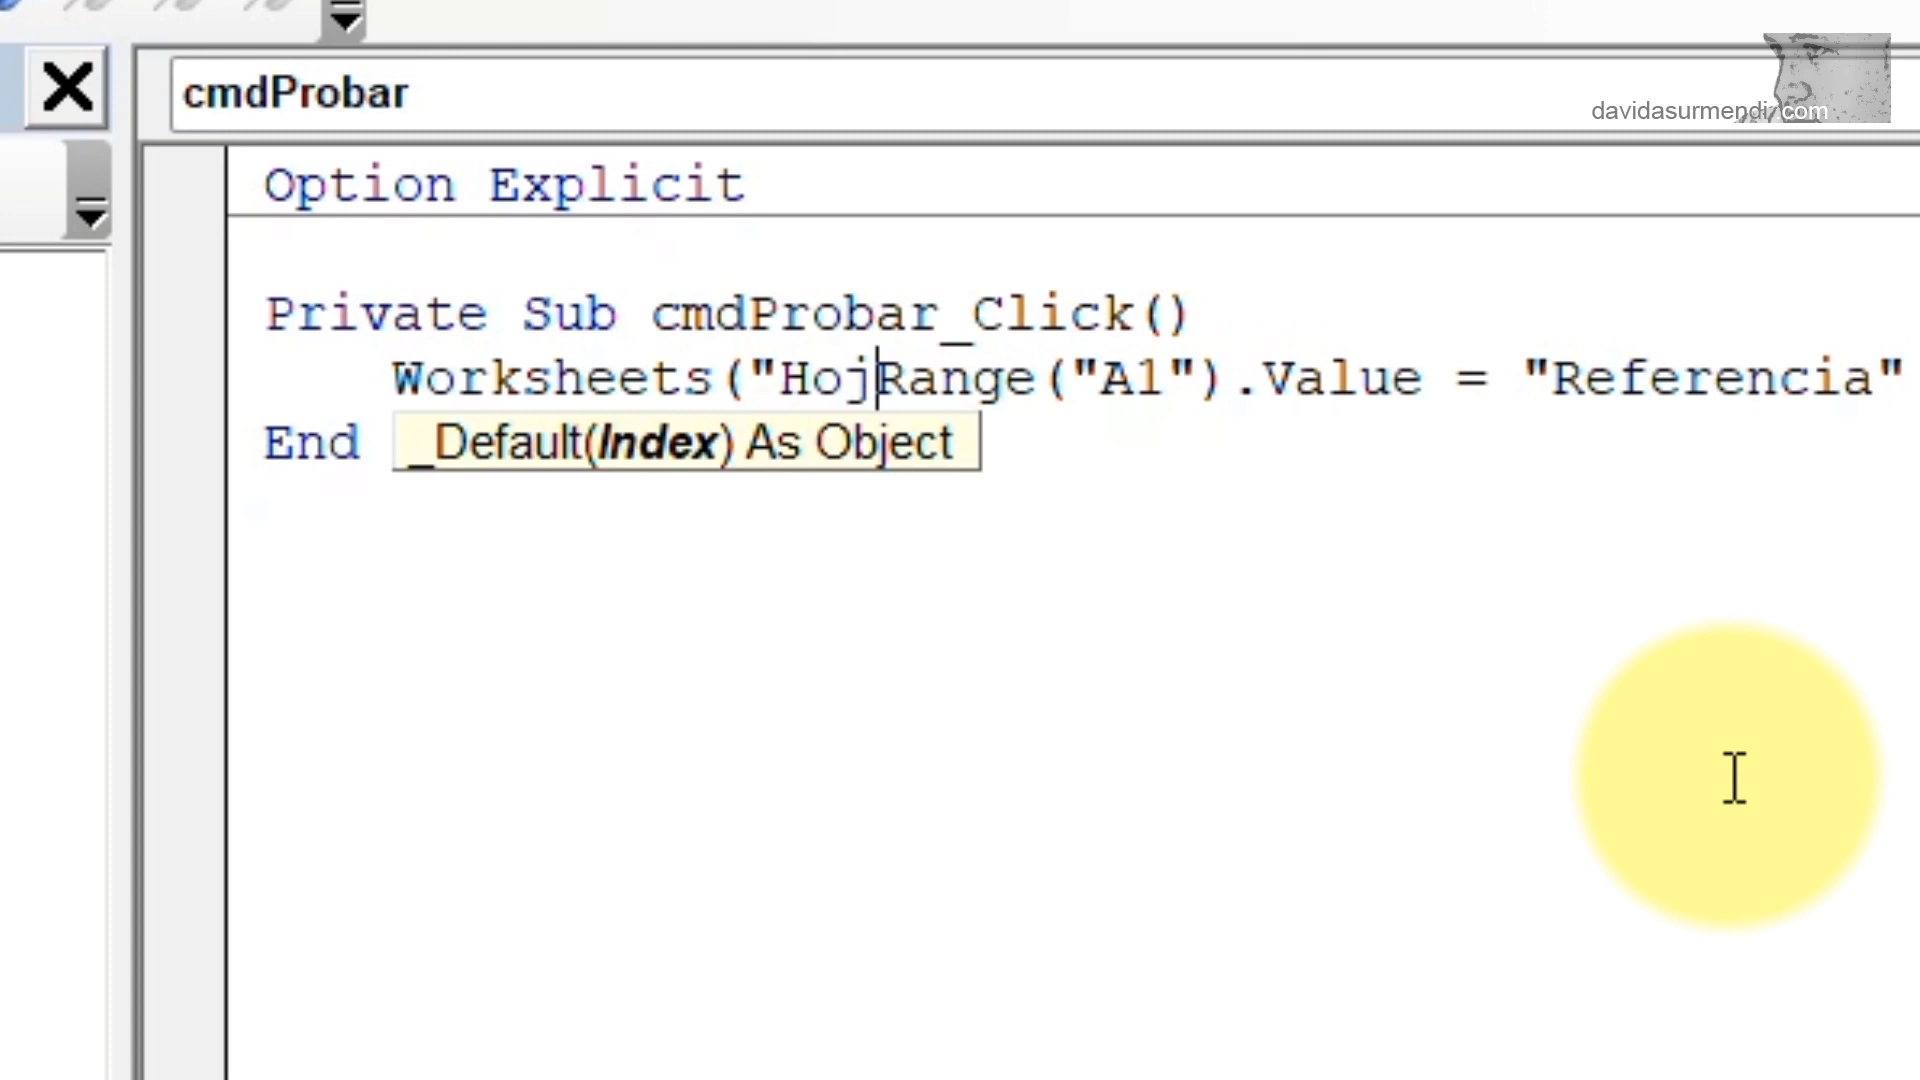 cmdProbar
davidasurmendi.com
Option Explicit
Private Sub cmdProbar_Click()
Worksheets("HojRange("A1").Value = "Referencia"
End
_Default(Index) As Object